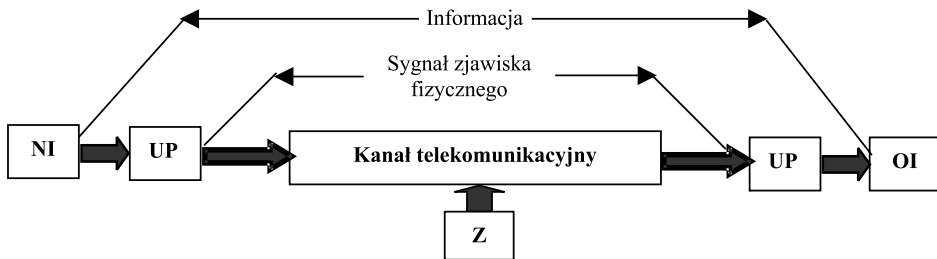 Informacja
Sygnał zjawiska
fizycznego
NI
UP
Kanał telekomunikacyjny
UP
OI
Z